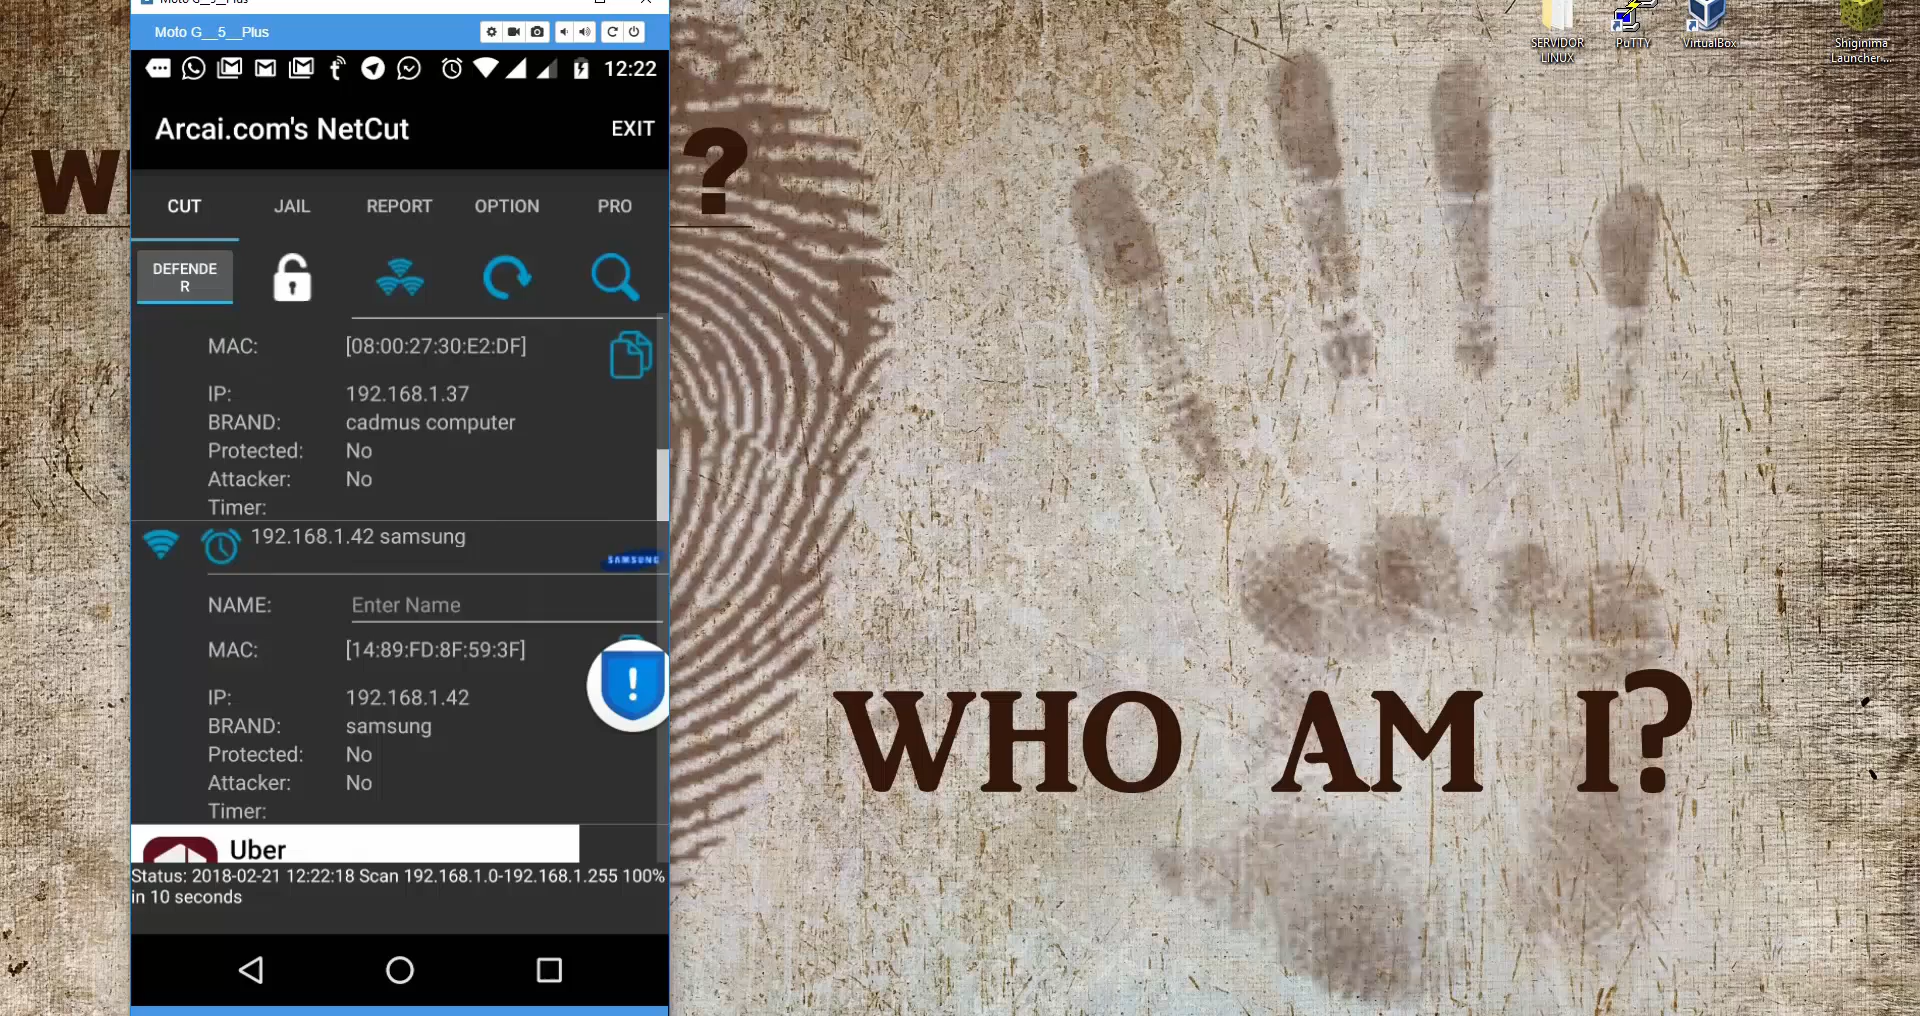 Moto G__5__Plus
Moto G__5__Plus
12:22
Arcai.com's NetCut
EXIT
CUT
JAIL
REPORT
OPTION
PRO
DEFENDE
R
MAC:
[08:00:27:30:E2:DF]
IP:
192.168.1.37
BRAND:
cadmus computer
Protected:
No
Attacker:
No
Timer:
192.168.1.42 samsung
SAMSUNG
NAME:
Enter Name
MAC:
[14:89:FD:8F:59:3F]
IP:
192.168.1.42
BRAND:
samsung
Protected:
No
Attacker:
No
Timer:
Uber
Status: 2018-02-21 12:22:18 Scan 192.168.1.0-192.168.1.255 100%
in 10 seconds
W
?
WHO AM I?
SERVIDOR
LINUX
PuTTY
VirtualBox
Shiginima
Launcher-...